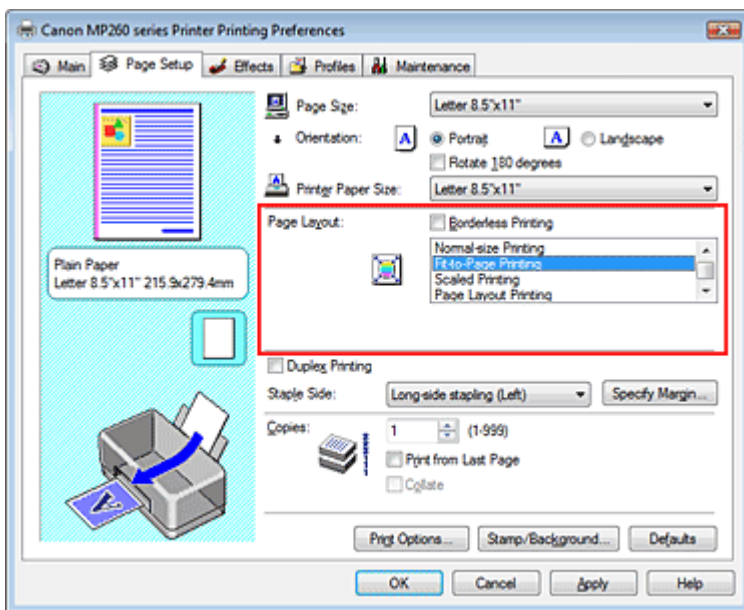 Canon MP260 series Printer Printing Preferences
Main Page Setup Effects Profiles Maintenance
Page Size: Letter 8.5"x11"
Orientation: A Portrait A Landscape
Rotate 180 degrees
Printer Paper Size: Letter 8.5"x11"
Page Layout: Borderless Printing
Normal-size Printing
Fit-to-Page Printing
Scaled Printing
Page Layout Printing
Plain Paper
Letter 8.5"x11" 215.9x279.4mm
Duplex Printing
Staple Side: Long-side stapling (Left) Specify Margin...
Copies: 1 (1-999)
Print from Last Page
Collate
A
Print Options... Stamp/Background... Defaults
OK Cancel Apply Help